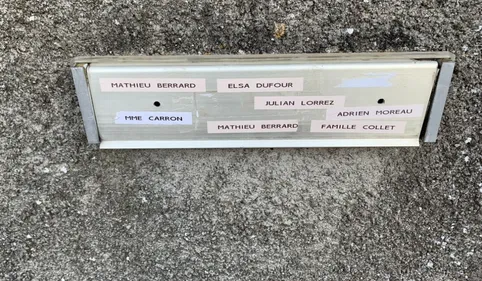 MATHIEU BERRARD
ELSA DUFOUR
JULIAN LORREZ
ADRIEN MOREAU
MME CARRON
MATHIEU BERRARD
FAMILLE COLLET